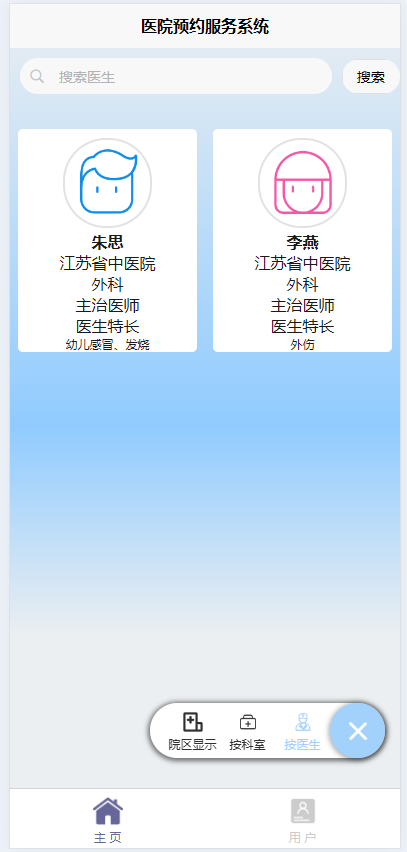 医院预约服务系统
搜索医生
搜索
朱思
江苏省中医院
外科
主治医师
医生特长
幼儿感冒、发烧
李燕
江苏省中医院
外科
主治医师
医生特长
外伤
院区显示
按科室
按医生
主页
用户